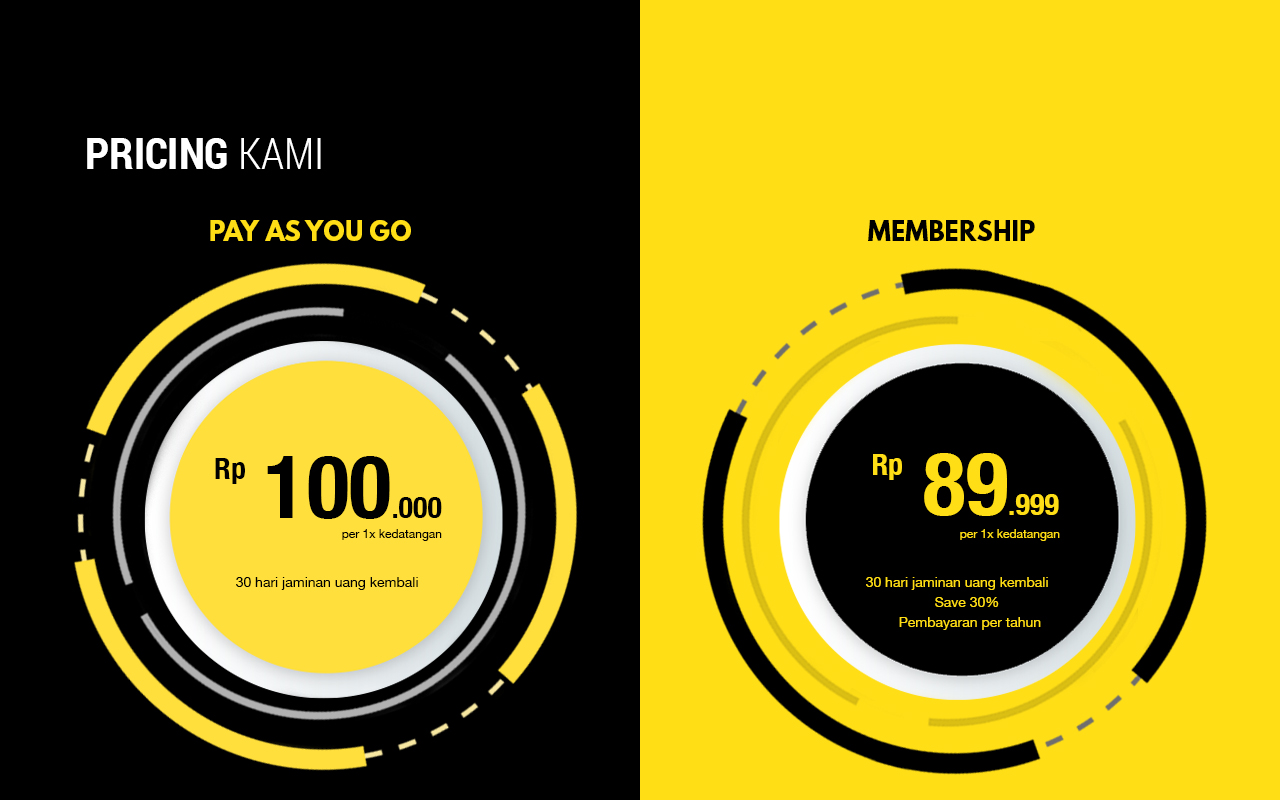 PRICING KAMI
PAY AS YOU GO
Rp 100.000
per 1x kedatangan
30 hari jaminan uang kembali
MEMBERSHIP
Rp 89.999
per 1x kedatangan
30 hari jaminan uang kembali
Save 30%
Pembayaran per tahun